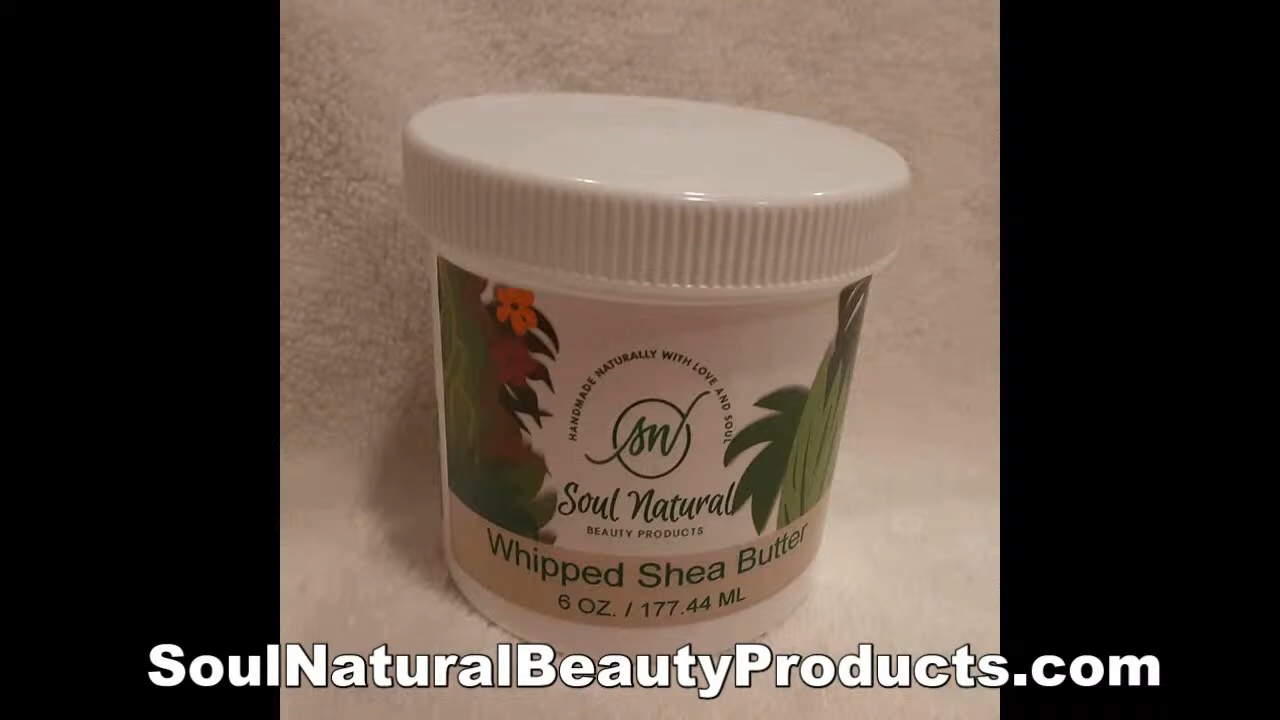 HANDMADE NATURALLY WITH LOVE AND SOUL
sn
Soul Natural
BEAUTY PRODUCTS
Whipped Shea Butter
6 OZ. / 177.44 ML
SoulNaturalBeautyProducts.com